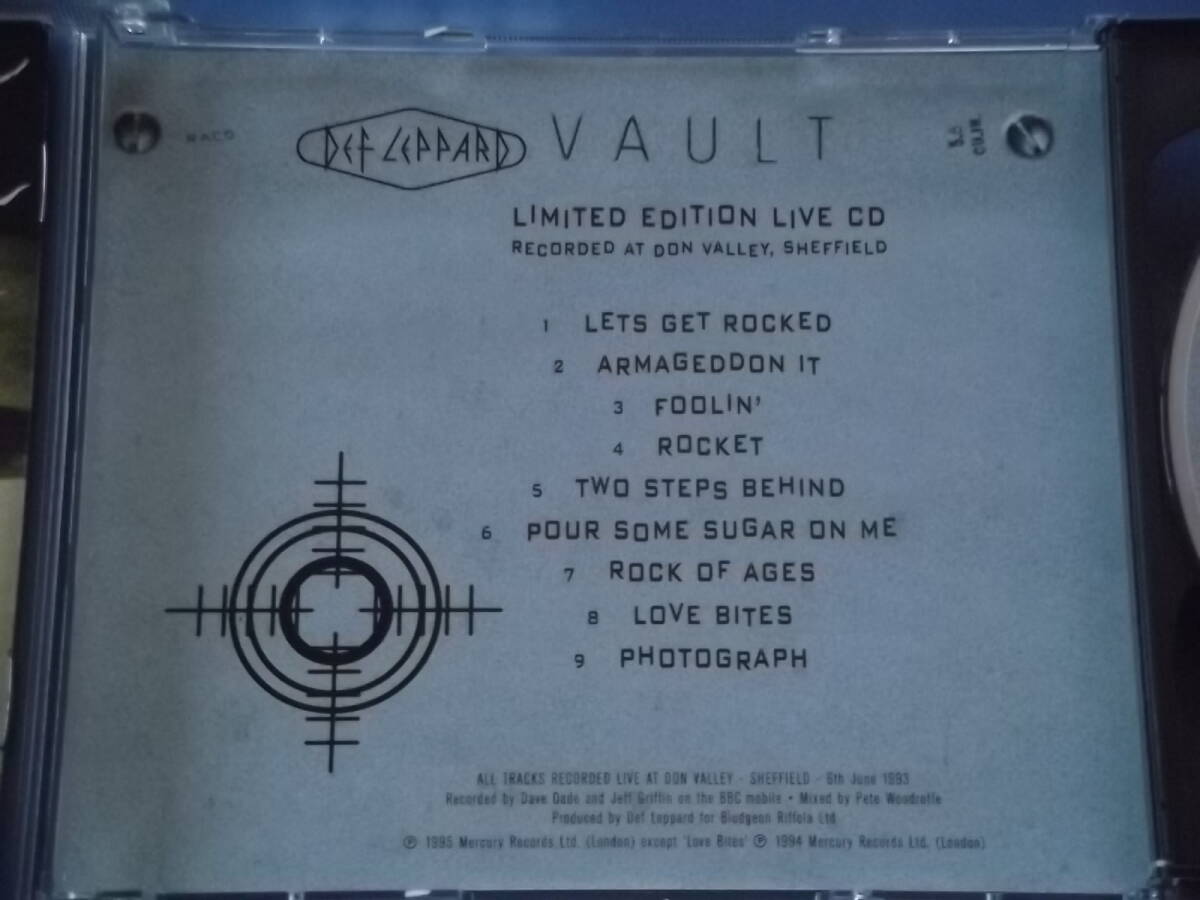 DEF LEPPARD VAULT
LIMITED EDITION LIVE CD
RECORDED AT DON VALLEY, SHEFFIELD
1 LETS GET ROCKED
2 ARMAGEDDON IT
3 FOOLIN'
4 ROCKET
5 TWO STEPS BEHIND
6 POUR SOME SUGAR ON ME
7 ROCK OF AGES
8 LOVE BITES
9 PHOTOGRAPH
ALL TRACKS RECORDED LIVE AT DON VALLEY - SHEFFIELD - 6th June 1993
Recorded by Dave Dade and Jeff Griffin on the BBC mobile • Mixed by Pete Woodroffe
Produced by Def Leppard for Bludgeon Riffola Ltd
℗ 1995 Mercury Records Ltd. (London) except 'Love Bites' ℗ 1994 Mercury Records Ltd. (London)